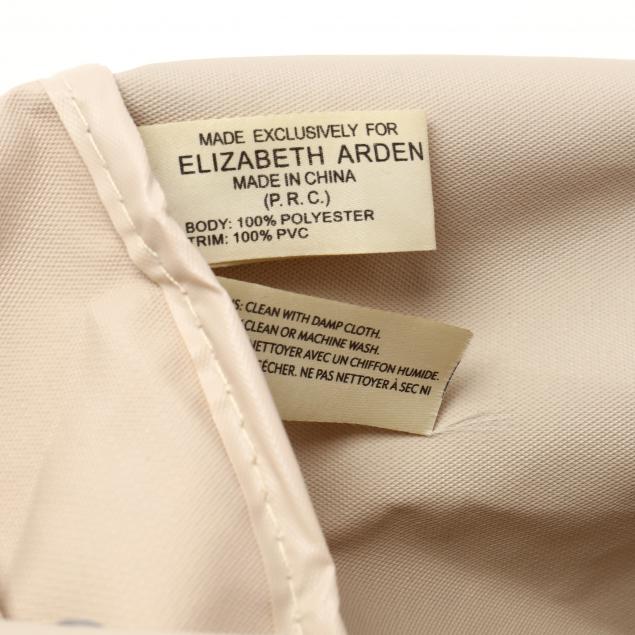 MADE EXCLUSIVELY FOR
ELIZABETH ARDEN
MADE IN CHINA
(P.R.C.)
BODY: 100% POLYESTER
TRIM: 100% PVC
: CLEAN WITH DAMP CLOTH.
CLEAN OR MACHINE WASH.
NETTOYER AVEC UN CHIFFON HUMIDE.
SÉCHER. NE PAS NETTOYER À SEC NI